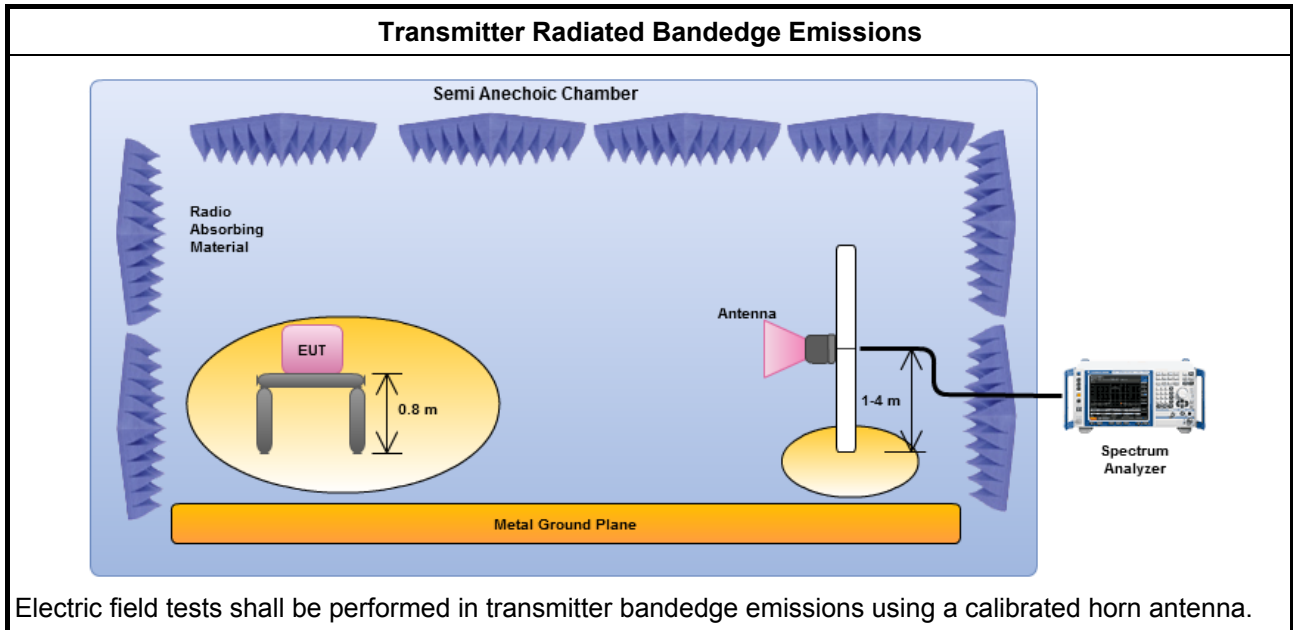 Transmitter Radiated Bandedge Emissions
Semi Anechoic Chamber
Radio
Absorbing
Material
Antenna
EUT
0.8 m
1-4 m
Spectrum
Analyzer
Metal Ground Plane
Electric field tests shall be performed in transmitter bandedge emissions using a calibrated horn antenna.